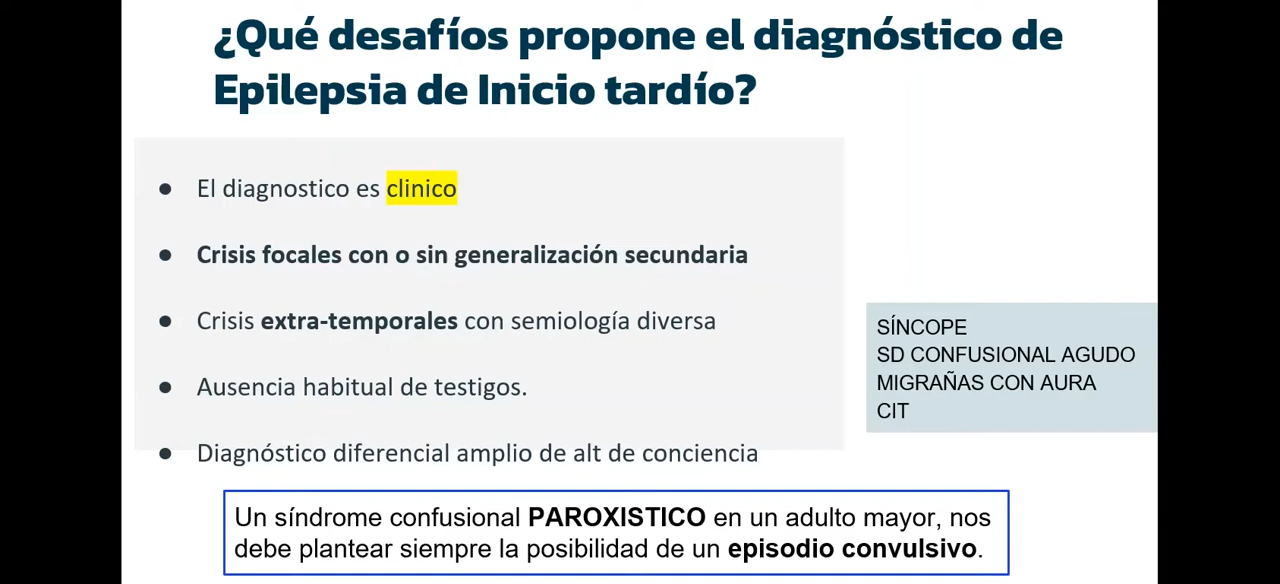 ¿Qué desafíos propone el diagnóstico de
Epilepsia de Inicio tardío?
● El diagnostico es clinico
● Crisis focales con o sin generalización secundaria
● Crisis extra-temporales con semiología diversa
● Ausencia habitual de testigos.
● Diagnóstico diferencial amplio de alt de conciencia
SÍNCOPE
SD CONFUSIONAL AGUDO
MIGRAÑAS CON AURA
CIT
Un síndrome confusional PAROXISTICO en un adulto mayor, nos
debe plantear siempre la posibilidad de un episodio convulsivo.